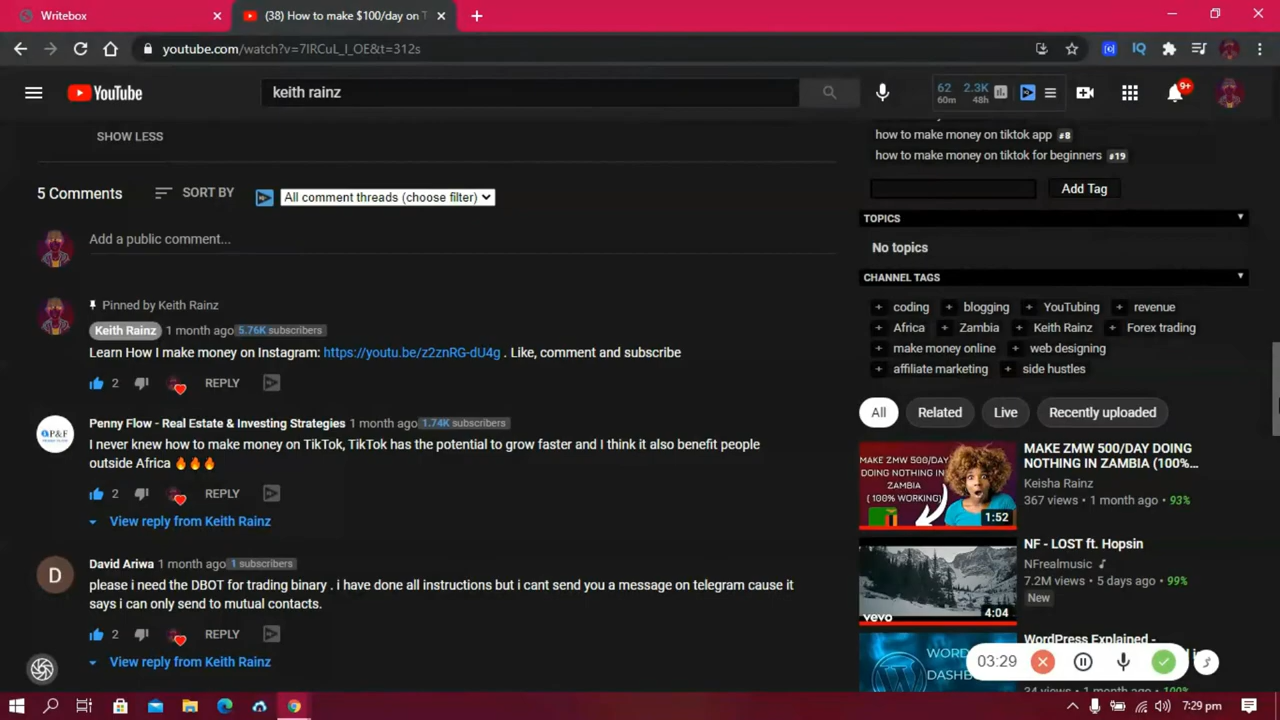 Writebox
(38) How to make $100/day on T
youtube.com/watch?v=7IRCuL_I_OE&t=312s
YouTube
keith rainz
62 2.3K
60m 48h
9+
SHOW LESS
how to make money on tiktok app #8
how to make money on tiktok for beginners #19
Add Tag
5 Comments SORT BY All comment threads (choose filter)
TOPICS
No topics
Add a public comment...
CHANNEL TAGS
+ coding + blogging + YouTubing + revenue
+ Africa + Zambia + Keith Rainz + Forex trading
+ make money online + web designing
+ affiliate marketing + side hustles
Pinned by Keith Rainz
Keith Rainz 1 month ago 5.76K subscribers
Learn How I make money on Instagram: https://youtu.be/z2znRG-dU4g . Like, comment and subscribe
2 REPLY
P&F
Penny Flow - Real Estate & Investing Strategies 1 month ago 1.74K subscribers
I never knew how to make money on TikTok, TikTok has the potential to grow faster and I think it also benefit people
outside Africa 🔥🔥🔥
2 REPLY
View reply from Keith Rainz
D
David Ariwa 1 month ago 1 subscribers
please i need the DBOT for trading binary . i have done all instructions but i cant send you a message on telegram cause it
says i can only send to mutual contacts.
2 REPLY
View reply from Keith Rainz
All Related Live Recently uploaded
MAKE ZMW 500/DAY
DOING NOTHING IN
ZAMBIA
( 100% WORKING)
1:52
MAKE ZMW 500/DAY DOING
NOTHING IN ZAMBIA (100%...
Keisha Rainz
367 views • 1 month ago • 93%
vevo
4:04
NF - LOST ft. Hopsin
NFrealmusic
7.2M views • 5 days ago • 99%
New
WordPress Explained -
03:29
7:29 pm